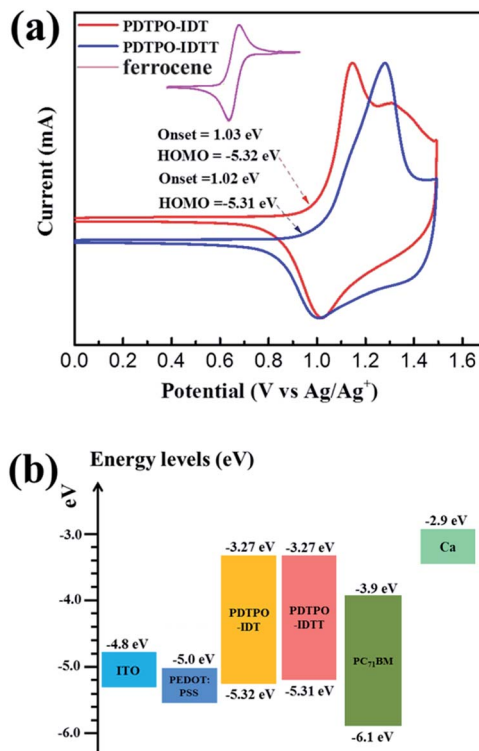 (a)
PDTPO-IDT
PDTPO-IDTT
ferrocene
Onset = 1.03 eV
HOMO = -5.32 eV
Onset =1.02 eV
HOMO =-5.31 eV
Current (mA)
0.0 0.2 0.4 0.6 0.8 1.0 1.2 1.4 1.6
Potential (V vs Ag/Ag⁺)
(b)
Energy levels (eV)
eV
-3.0
-4.0
-5.0
-6.0
-4.8 eV
ITO
-5.0 eV
PEDOT:
PSS
-3.27 eV
PDTPO
-IDT
-5.32 eV
-3.27 eV
PDTPO
-IDTT
-5.31 eV
-3.9 eV
PC₇₁BM
-6.1 eV
-2.9 eV
Ca